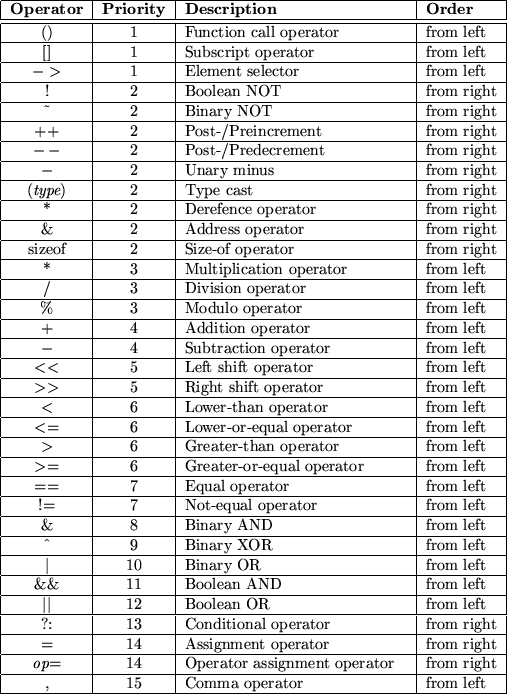 Operator Priority Description Order
() 1 Function call operator from left
[] 1 Subscript operator from left
−> 1 Element selector from left
! 2 Boolean NOT from right
~ 2 Binary NOT from right
++ 2 Post-/Preincrement from right
−− 2 Post-/Predecrement from right
− 2 Unary minus from right
(type) 2 Type cast from right
* 2 Derefence operator from right
& 2 Address operator from right
sizeof 2 Size-of operator from right
* 3 Multiplication operator from left
/ 3 Division operator from left
% 3 Modulo operator from left
+ 4 Addition operator from left
− 4 Subtraction operator from left
<< 5 Left shift operator from left
>> 5 Right shift operator from left
< 6 Lower-than operator from left
<= 6 Lower-or-equal operator from left
> 6 Greater-than operator from left
>= 6 Greater-or-equal operator from left
== 7 Equal operator from left
!= 7 Not-equal operator from left
& 8 Binary AND from left
^ 9 Binary XOR from left
| 10 Binary OR from left
&& 11 Boolean AND from left
|| 12 Boolean OR from left
?: 13 Conditional operator from right
= 14 Assignment operator from right
op= 14 Operator assignment operator from right
, 15 Comma operator from left